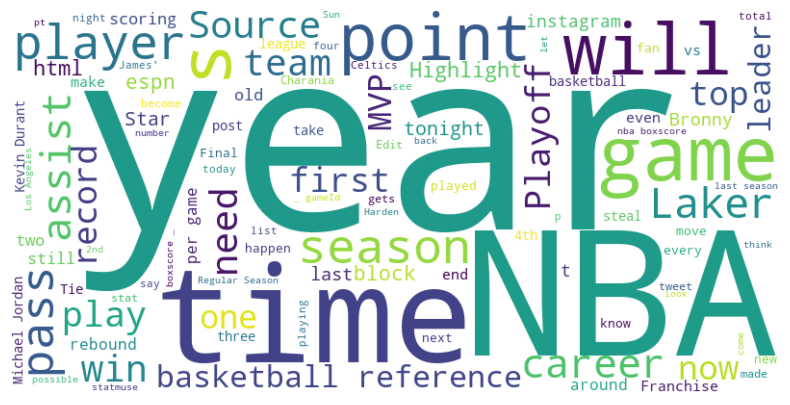 night
scoring
Source
point
will
instagram
total
pt
Sun
James'
league
four
let
fan
vs
player
s
team
Charania
Celtics
see
Highlight
basketball
top
leader
html
make
espn
MVP
Playoff
become
number
Star
old
post
take
tonight
even
Bronny
Kevin Durant
Los Angeles
assist
record
year
Final
today
Edit
back
nba boxscore
game
first
played
last season
two
still
2nd
per game
need
list
happen
_ gameId
gets
Harden
p
steal
Laker
move
every
think
boxscore _
say
season
NBA
4th
tweet
look
Michael Jordan
pass
Tie
stat
Regular Season
last
block
end
t
time
play
one
three
playing
next
know
come
rebound
win
possible
statmuse
basketball reference
career
around
now
Franchise
new
made